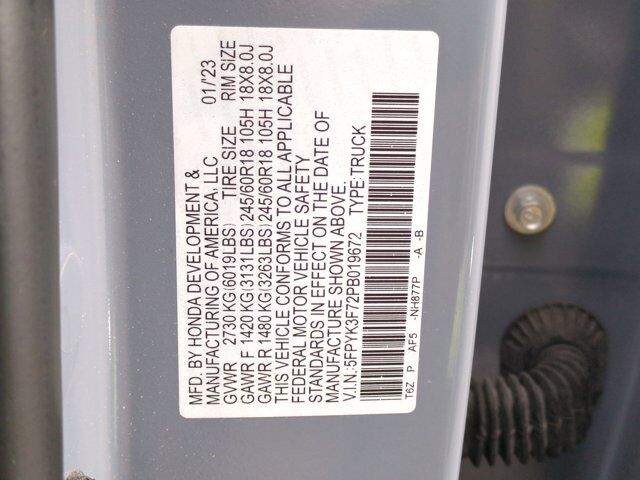 MFD. BY HONDA DEVELOPMENT &
MANUFACTURING OF AMERICA, LLC 01/'23
GVWR 2730 KG(6019LBS) TIRE SIZE RIM SIZE
GAWR F 1420 KG(3131LBS) 245/60R18 105H 18X8.0J
GAWR R 1480 KG(3263LBS) 245/60R18 105H 18X8.0J
THIS VEHICLE CONFORMS TO ALL APPLICABLE
FEDERAL MOTOR VEHICLE SAFETY
STANDARDS IN EFFECT ON THE DATE OF
MANUFACTURE SHOWN ABOVE.
V.I.N.:5FPYK3F72PB019672 TYPE:TRUCK
T6Z P AF5 -NH877P -A -B